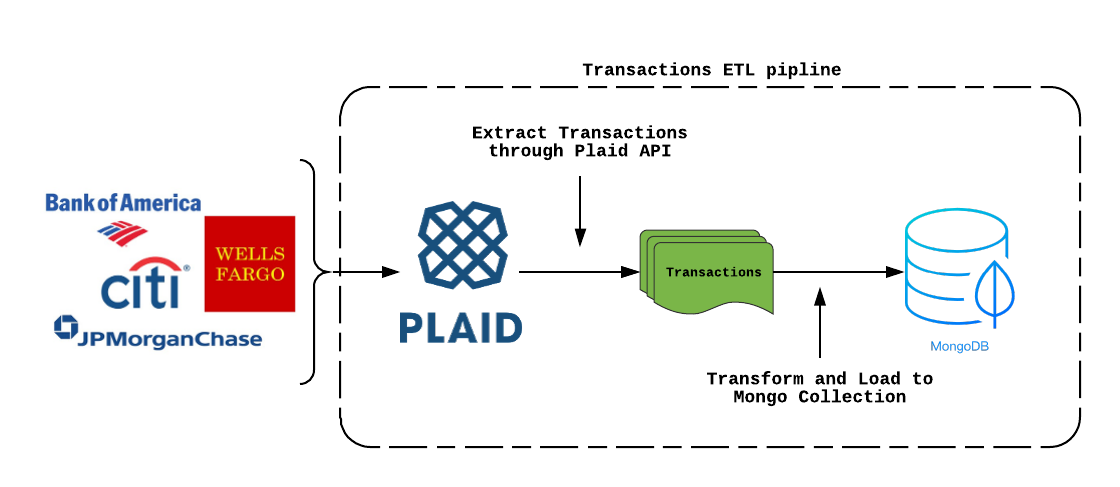 Transactions ETL pipline
Extract Transactions
through Plaid API
Bank of America
WELLS
FARGO
citi®
JPMorganChase
PLAID
Transactions
MongoDB
Transform and Load to
Mongo Collection